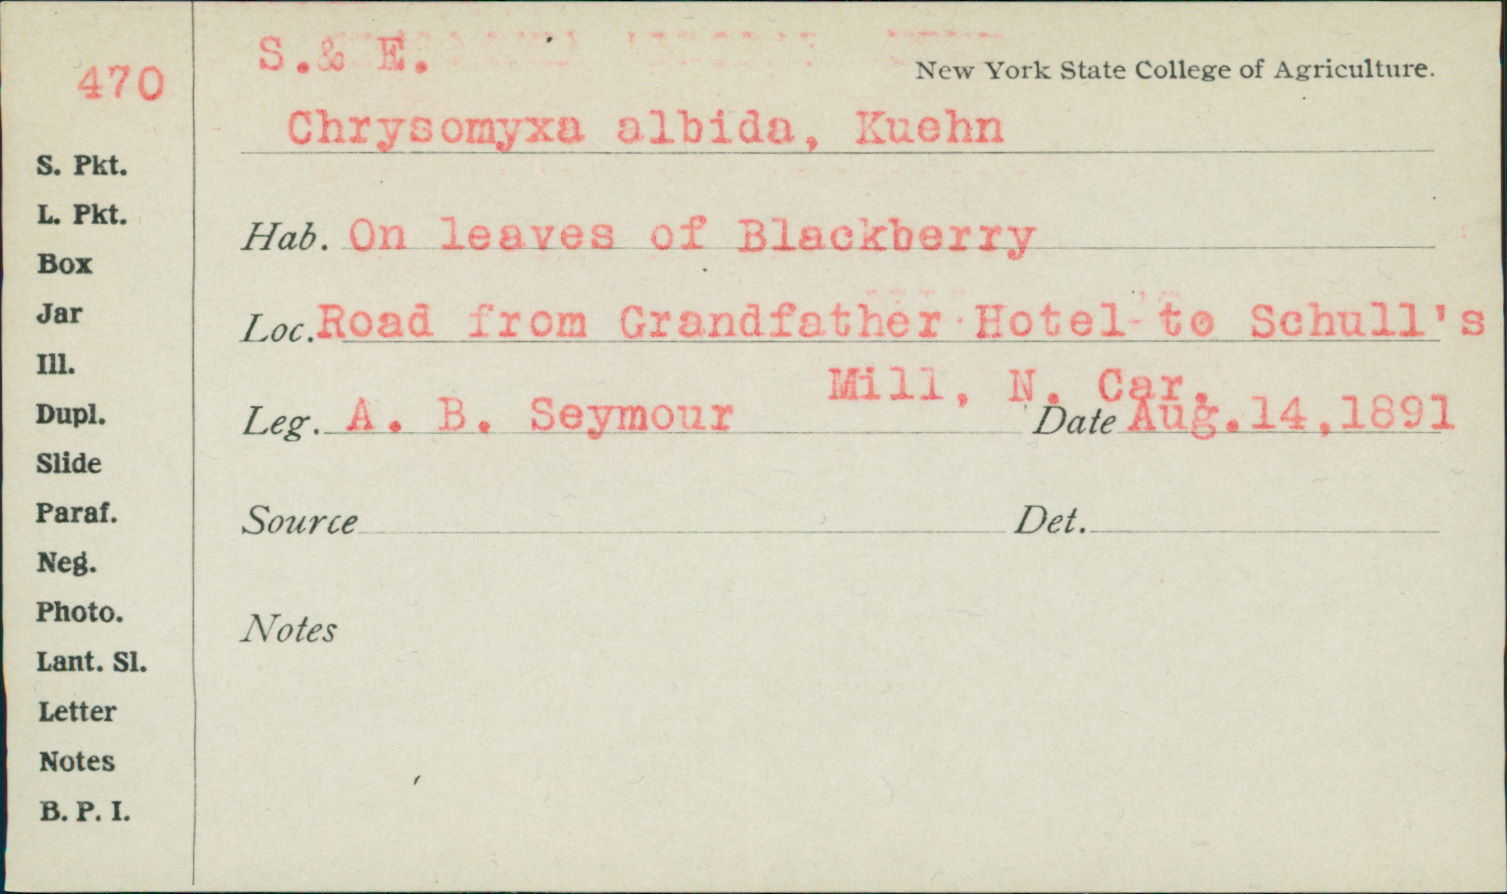 470
S. & E.
New York State College of Agriculture.
Chrysomyxa albida, Kuehn
Hab. On leaves of Blackberry
Loc. Road from Grandfather Hotel to Schull's
Mill, N. Car.
Leg. A. B. Seymour Date Aug.14,1891
Source Det.
Notes
S. Pkt.
L. Pkt.
Box
Jar
Ill.
Dupl.
Slide
Paraf.
Neg.
Photo.
Lant. Sl.
Letter
Notes
B. P. I.